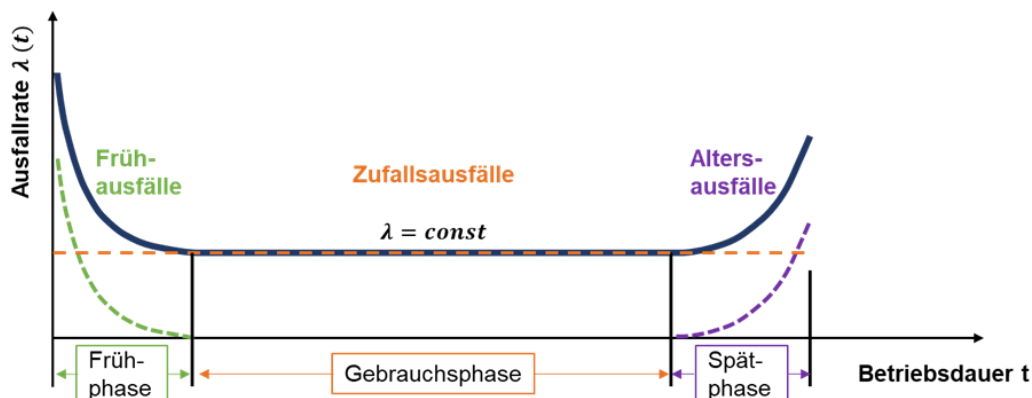 Ausfallrate λ (t)
Früh-
ausfälle
Zufallsausfälle
Alters-
ausfälle
λ = const
Früh-
phase
Gebrauchsphase
Spät-
phase
Betriebsdauer t